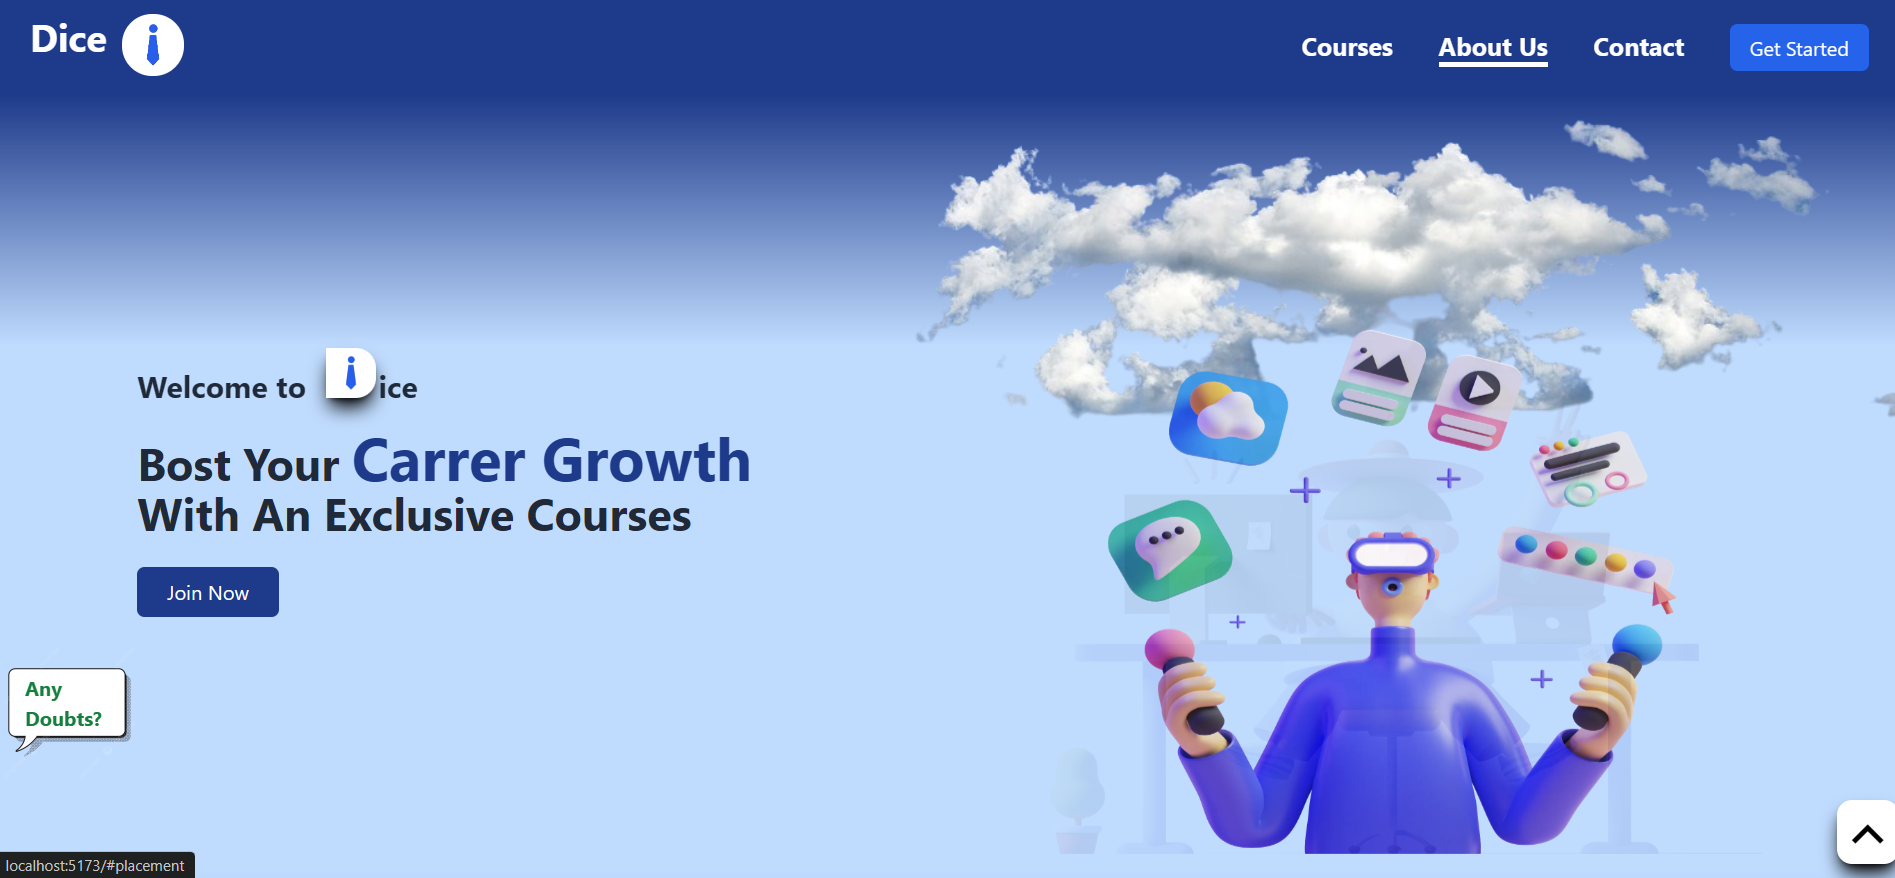 Dice
Courses
About Us
Contact
Get Started
Welcome to ice
Bost Your Carrer Growth
With An Exclusive Courses
Join Now
Any
Doubts?
localhost:5173/#placement